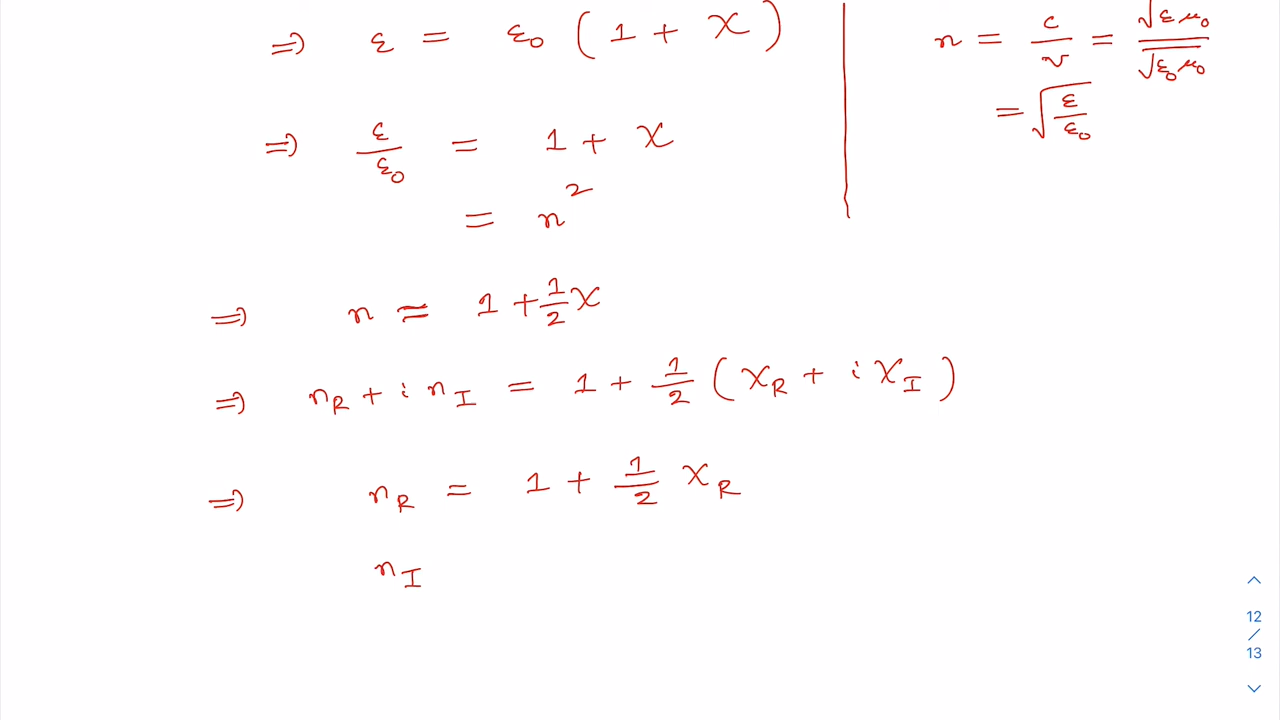 ⇒ ε = ε₀ ( 1 + χ )
n = c/v = √εμ₀ / √ε₀μ₀
= √(ε/ε₀)
⇒ ε/ε₀ = 1 + χ
= n²
⇒ n ≃ 1 + 1/2 χ
⇒ n_R + i n_I = 1 + 1/2 ( χ_R + i χ_I )
⇒ n_R = 1 + 1/2 χ_R
n_I
12
/
13